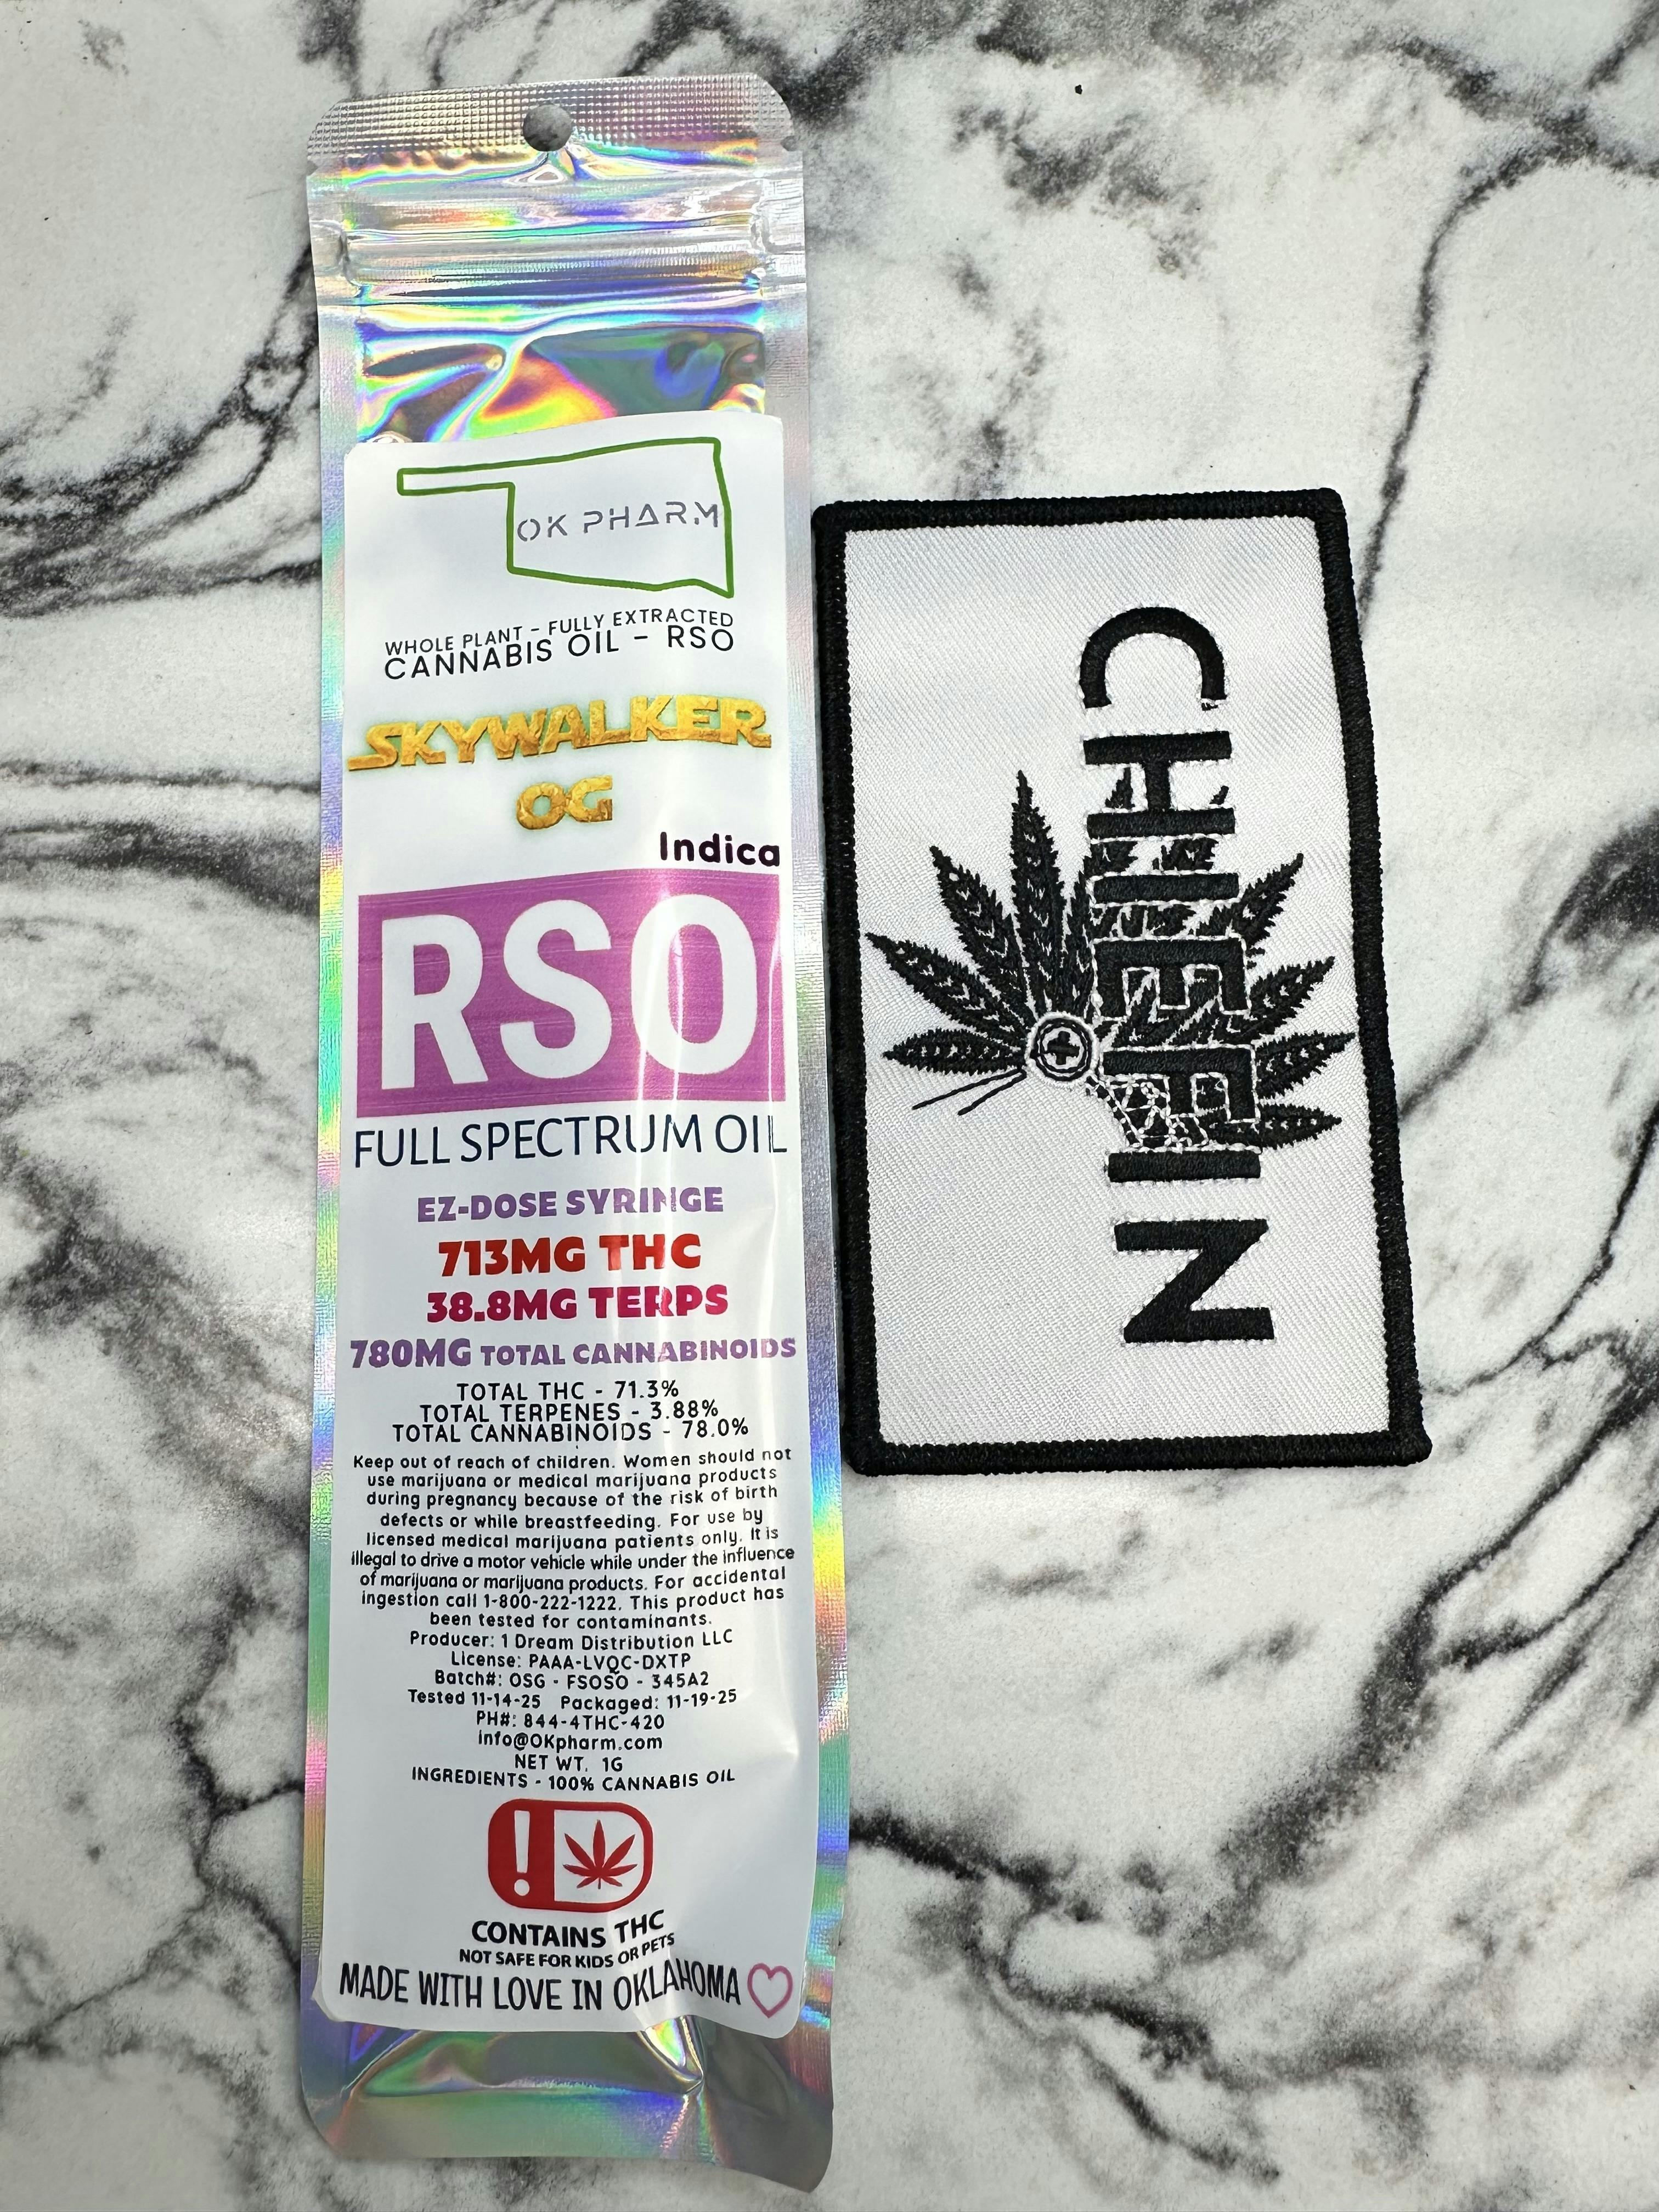 OK PHARM
WHOLE PLANT - FULLY EXTRACTED
CANNABIS OIL - RSO
SKYWALKER
OG
Indica
RSO
FULL SPECTRUM OIL
EZ-DOSE SYRINGE
713MG THC
38.8MG TERPS
780MG TOTAL CANNABINOIDS
TOTAL THC - 71.3%
TOTAL TERPENES - 3.88%
TOTAL CANNABINOIDS - 78.0%
Keep out of reach of children. Women should not
use marijuana or medical marijuana products
during pregnancy because of the risk of birth
defects or while breastfeeding. For use by
licensed medical marijuana patients only. It is
illegal to drive a motor vehicle while under the influence
of marijuana or marijuana products. For accidental
ingestion call 1-800-222-1222. This product has
been tested for contaminants.
Producer: 1 Dream Distribution LLC
License: PAAA-LVQC-DXTP
Batch#: OSG - FSOSO - 345A2
Tested 11-14-25 Packaged: 11-19-25
PH#: 844-4THC-420
info@OKpharm.com
NET WT. 1G
INGREDIENTS - 100% CANNABIS OIL
!
CONTAINS THC
NOT SAFE FOR KIDS OR PETS
MADE WITH LOVE IN OKLAHOMA
CHIEFIN